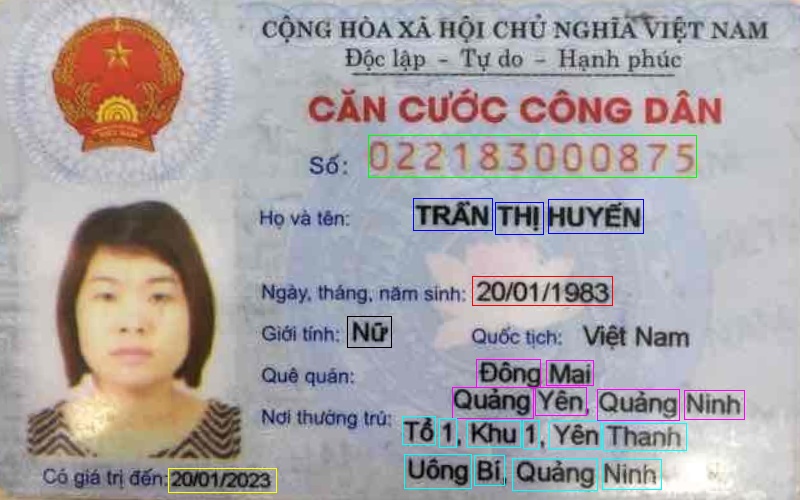 CỘNG HÒA XÃ HỘI CHỦ NGHĨA VIỆT NAM
Độc lập - Tự do - Hạnh phúc
CĂN CƯỚC CÔNG DÂN
Số: 022183000875
Họ và tên: TRẦN THỊ HUYẾN
Ngày, tháng, năm sinh: 20/01/1983
Giới tính: Nữ Quốc tịch: Việt Nam
Quê quán: Đông Mai
Quảng Yên, Quảng Ninh
Nơi thường trú: Tổ 1, Khu 1, Yên Thanh
Uông Bí, Quảng Ninh
Có giá trị đến: 20/01/2023